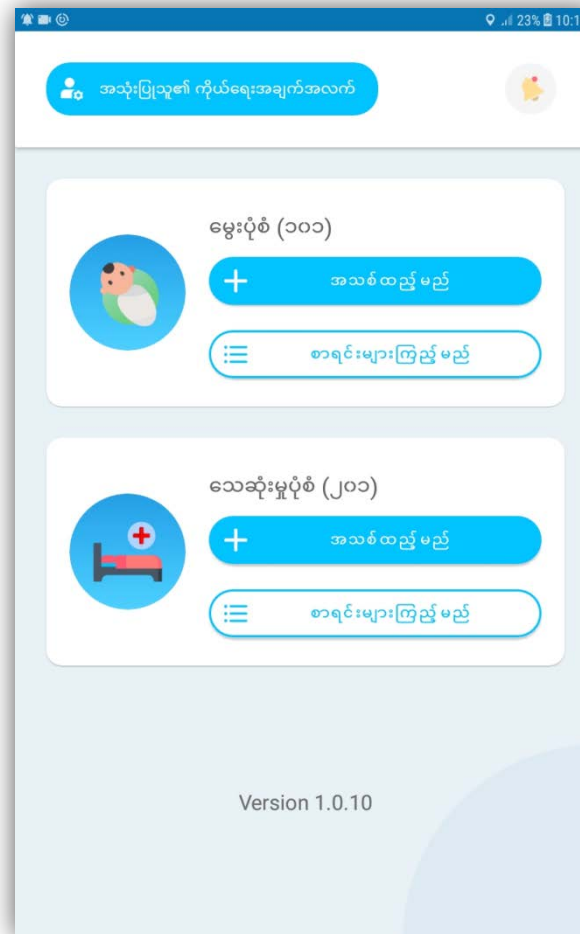 23% 10:1
အသုံးပြုသူ၏ ကိုယ်ရေးအချက်အလက်
မွေးပုံစံ (၁၀၁)
အသစ်ထည့်မည်
စာရင်းများကြည့်မည်
သေဆုံးမှုပုံစံ (၂၀၁)
အသစ်ထည့်မည်
စာရင်းများကြည့်မည်
Version 1.0.10